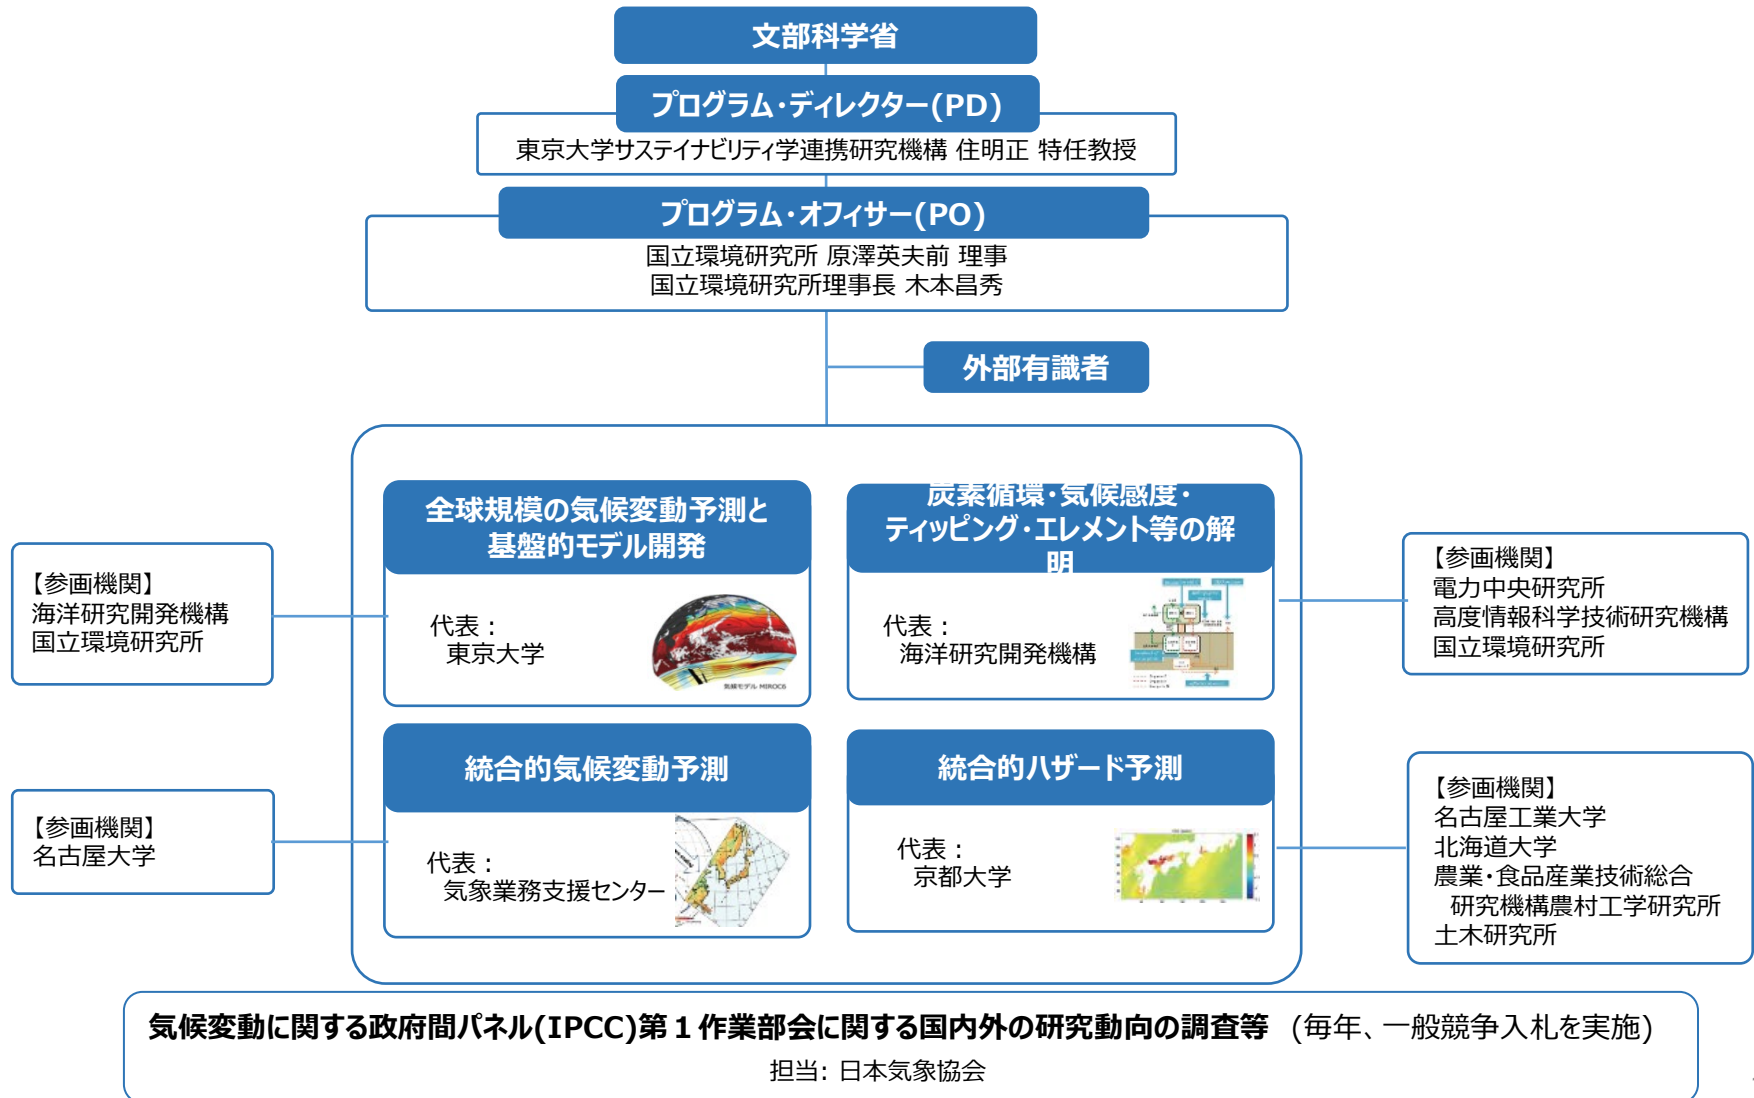 文部科学省
プログラム・ディレクター(PD)
東京大学サステイナビリティ学連携研究機構 住明正 特任教授
プログラム・オフィサー(PO)
国立環境研究所 原澤英夫前 理事
国立環境研究所理事長 木本昌秀
外部有識者
全球規模の気候変動予測と
基盤的モデル開発
代表：
東京大学
気候モデル MIROC6
炭素循環・気候感度・
ティッピング・エレメント等の解
明
代表：
海洋研究開発機構
【参画機関】
海洋研究開発機構
国立環境研究所
【参画機関】
電力中央研究所
高度情報科学技術研究機構
国立環境研究所
統合的気候変動予測
代表：
気象業務支援センター
統合的ハザード予測
代表：
京都大学
【参画機関】
名古屋大学
【参画機関】
名古屋工業大学
北海道大学
農業・食品産業技術総合
研究機構農村工学研究所
土木研究所
気候変動に関する政府間パネル(IPCC)第１作業部会に関する国内外の研究動向の調査等 (毎年、一般競争入札を実施)
担当: 日本気象協会